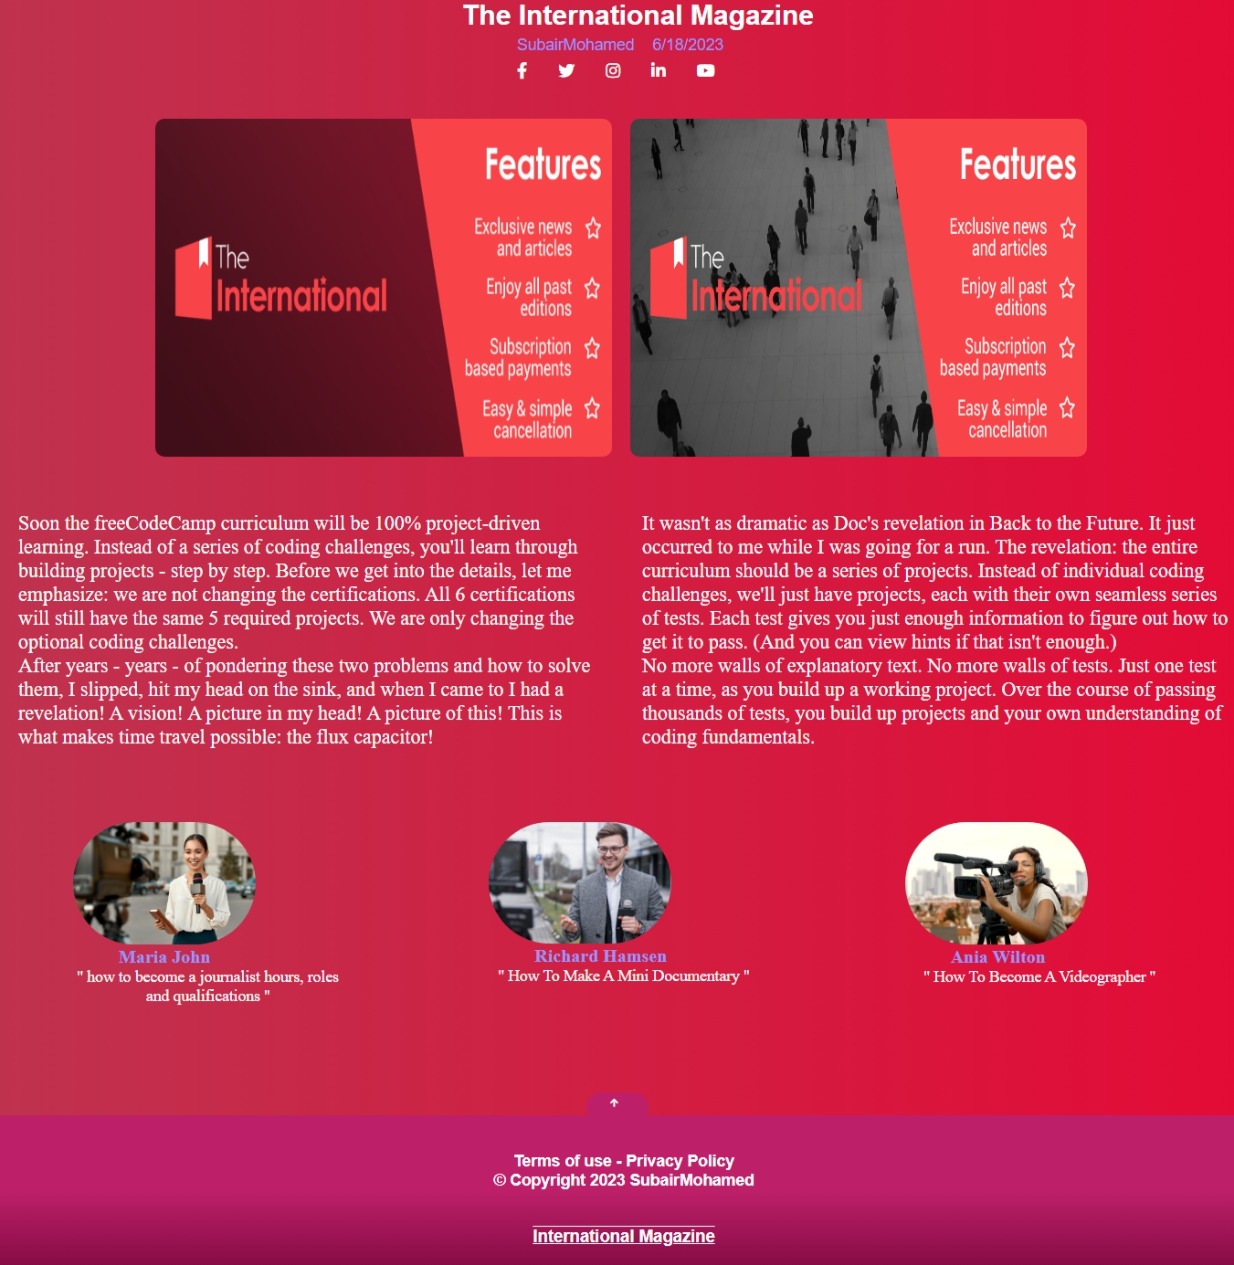 The International Magazine
SubairMohamed 6/18/2023
The
International
Features
Exclusive news
and articles
Enjoy all past
editions
Subscription
based payments
Easy & simple
cancellation
The
International
Features
Exclusive news
and articles
Enjoy all past
editions
Subscription
based payments
Easy & simple
cancellation
Soon the freeCodeCamp curriculum will be 100% project-driven
learning. Instead of a series of coding challenges, you'll learn through
building projects - step by step. Before we get into the details, let me
emphasize: we are not changing the certifications. All 6 certifications
will still have the same 5 required projects. We are only changing the
optional coding challenges.
After years - years - of pondering these two problems and how to solve
them, I slipped, hit my head on the sink, and when I came to I had a
revelation! A vision! A picture in my head! A picture of this! This is
what makes time travel possible: the flux capacitor!
It wasn't as dramatic as Doc's revelation in Back to the Future. It just
occurred to me while I was going for a run. The revelation: the entire
curriculum should be a series of projects. Instead of individual coding
challenges, we'll just have projects, each with their own seamless series
of tests. Each test gives you just enough information to figure out how to
get it to pass. (And you can view hints if that isn't enough.)
No more walls of explanatory text. No more walls of tests. Just one test
at a time, as you build up a working project. Over the course of passing
thousands of tests, you build up projects and your own understanding of
coding fundamentals.
Maria John
" how to become a journalist hours, roles
and qualifications "
Richard Hamsen
" How To Make A Mini Documentary "
Ania Wilton
" How To Become A Videographer "
Terms of use - Privacy Policy
© Copyright 2023 SubairMohamed
International Magazine